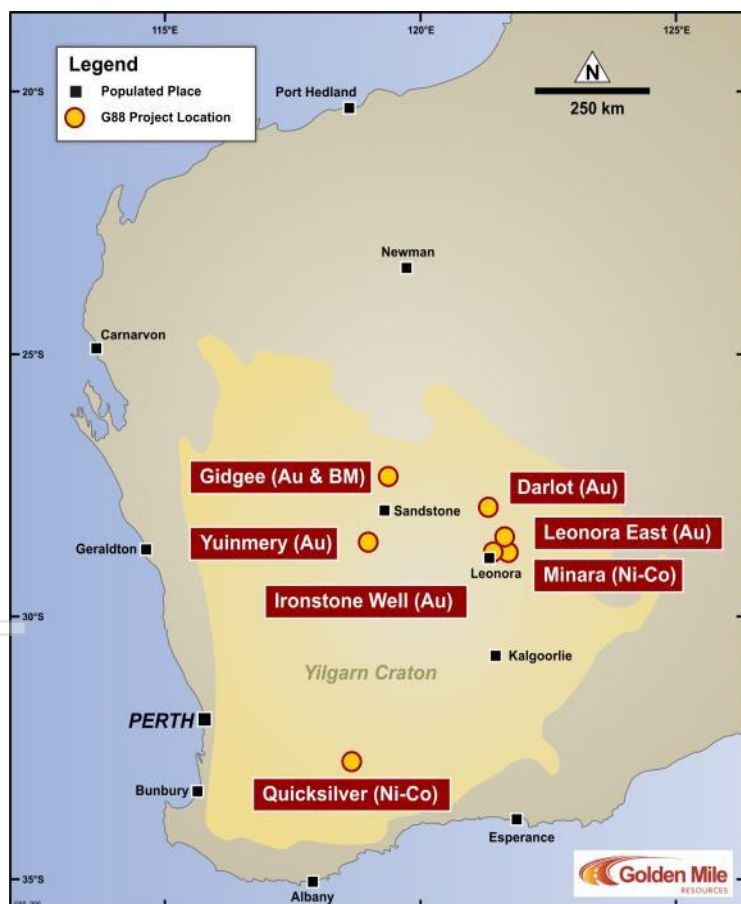 115°E
120°E
125°E
Legend
Populated Place
G88 Project Location
N
250 km
20°S
Port Hedland
Newman
Carnarvon
25°S
Gidgee (Au & BM)
Sandstone
Darlot (Au)
Yuinmery (Au)
Leonora East (Au)
Geraldton
Leonora
Minara (Ni-Co)
Ironstone Well (Au)
30°S
Kalgoorlie
Yilgarn Craton
PERTH
Bunbury
Quicksilver (Ni-Co)
Esperance
35°S
Albany
Golden Mile
RESOURCES